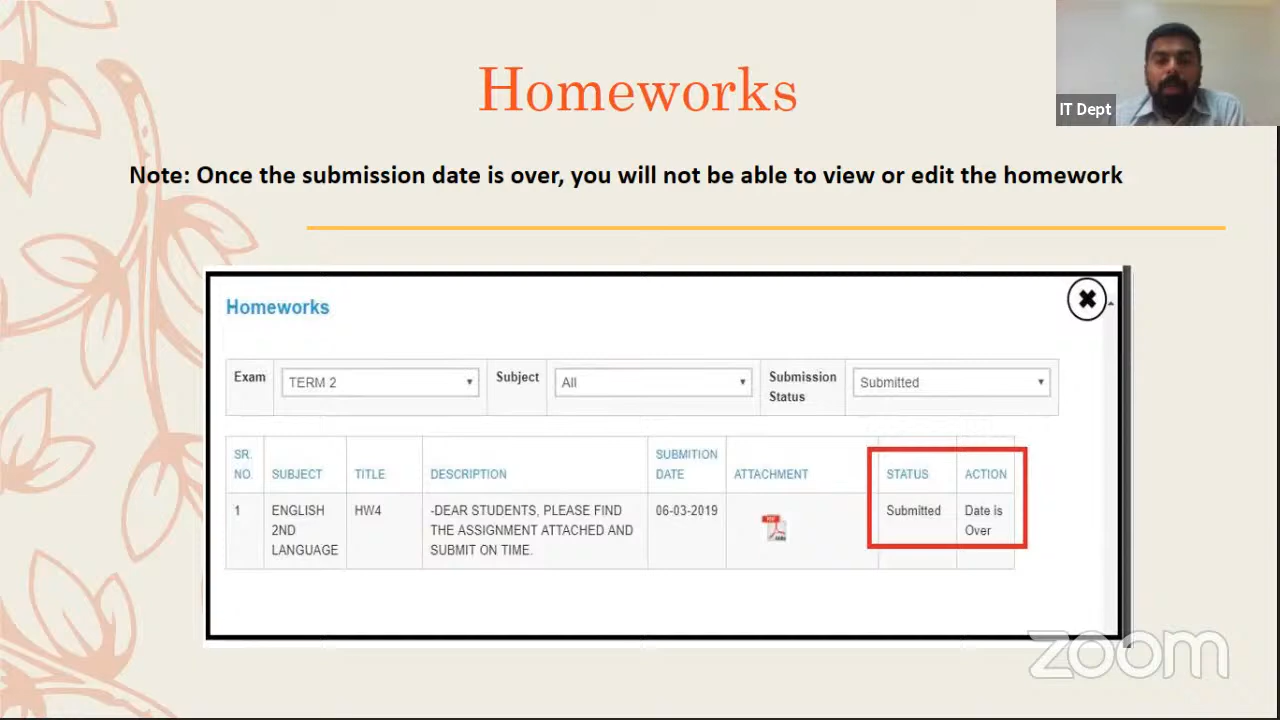 Homeworks
IT Dept
Note: Once the submission date is over, you will not be able to view or edit the homework
Homeworks
Exam
TERM 2
Subject
All
Submission
Status
Submitted
SR.
NO.
SUBJECT
TITLE
DESCRIPTION
SUBMITION
DATE
ATTACHMENT
STATUS
ACTION
1
ENGLISH
2ND
LANGUAGE
HW4
-DEAR STUDENTS, PLEASE FIND
THE ASSIGNMENT ATTACHED AND
SUBMIT ON TIME.
06-03-2019
Submitted
Date is
Over
zoom